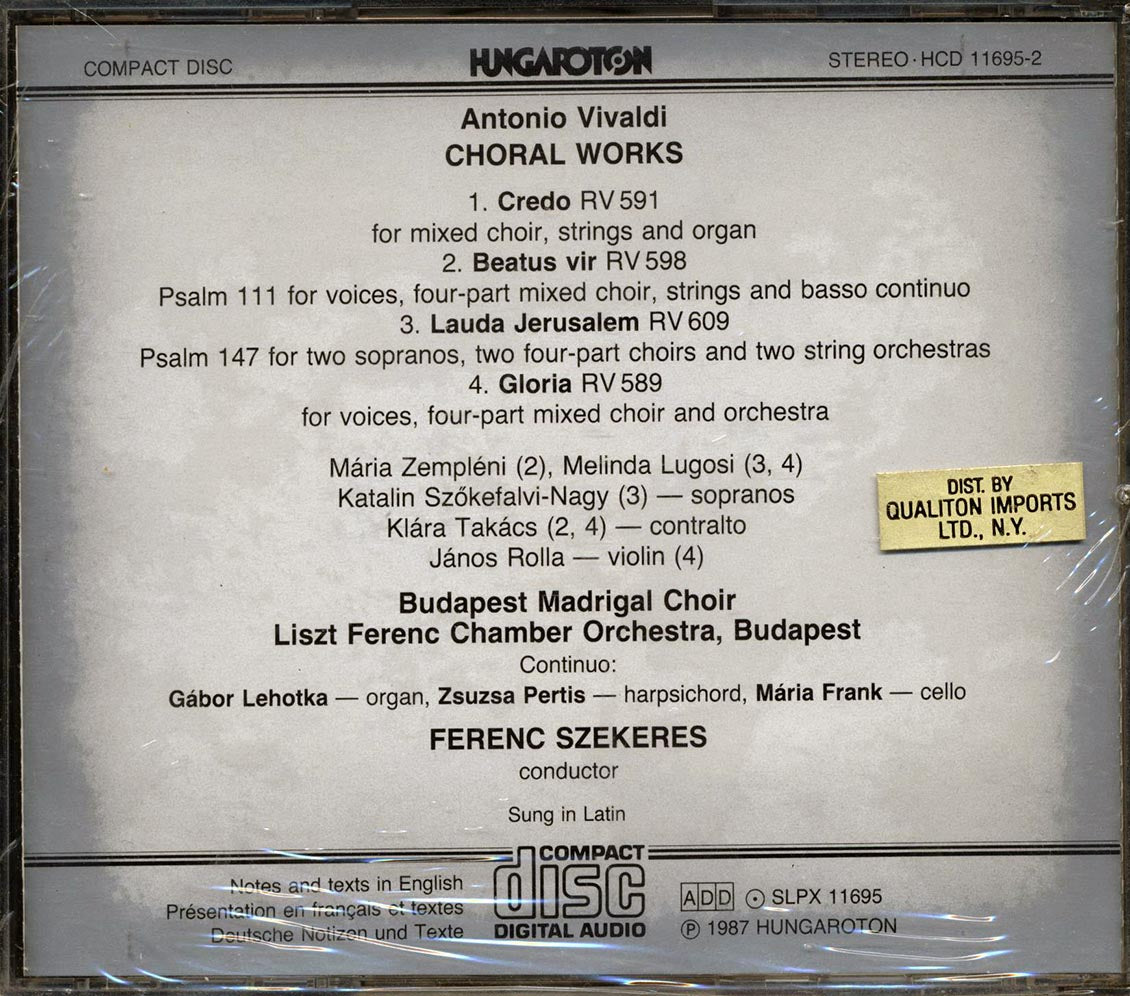 COMPACT DISC
HUNGAROTON
STEREO · HCD 11695-2
Antonio Vivaldi
CHORAL WORKS
1. Credo RV 591
for mixed choir, strings and organ
2. Beatus vir RV 598
Psalm 111 for voices, four-part mixed choir, strings and basso continuo
3. Lauda Jerusalem RV 609
Psalm 147 for two sopranos, two four-part choirs and two string orchestras
4. Gloria RV 589
for voices, four-part mixed choir and orchestra
Mária Zempléni (2), Melinda Lugosi (3, 4)
Katalin Szőkefalvi-Nagy (3) — sopranos
Klára Takács (2, 4) — contralto
János Rolla — violin (4)
DIST. BY
QUALITON IMPORTS
LTD., N.Y.
Budapest Madrigal Choir
Liszt Ferenc Chamber Orchestra, Budapest
Continuo:
Gábor Lehotka — organ, Zsuzsa Pertis — harpsichord, Mária Frank — cello
FERENC SZEKERES
conductor
Sung in Latin
Notes and texts in English
Présentation en français et textes
Deutsche Notizen und Texte
COMPACT
disc
DIGITAL AUDIO
ADD ⊙ SLPX 11695
℗ 1987 HUNGAROTON